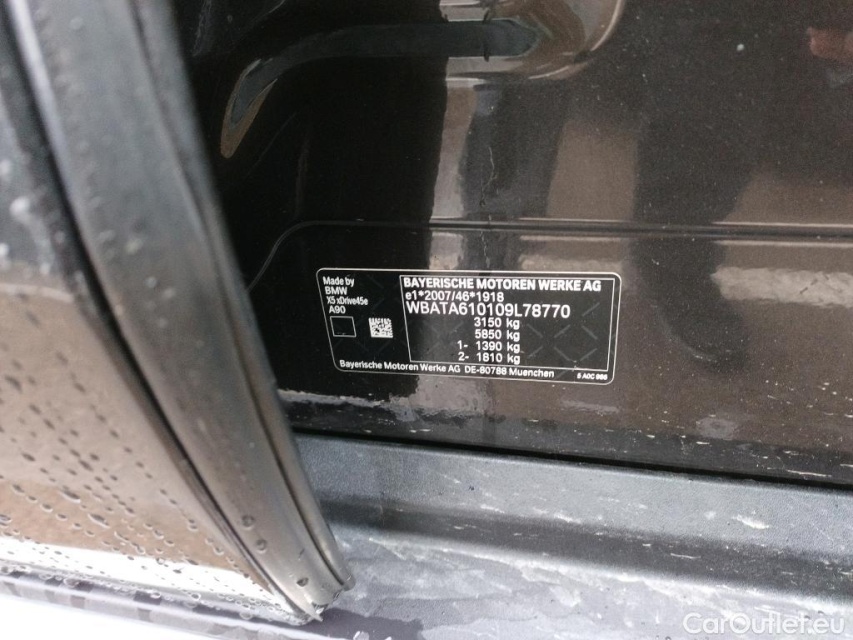 Made by
BMW
X5 xDrive45e
A90
BAYERISCHE MOTOREN WERKE AG
e1*2007/46*1918
WBATA610109L78770
3150 kg
5850 kg
1- 1390 kg
2- 1810 kg
Bayerische Motoren Werke AG DE-80788 Muenchen
CarOutlet.eu